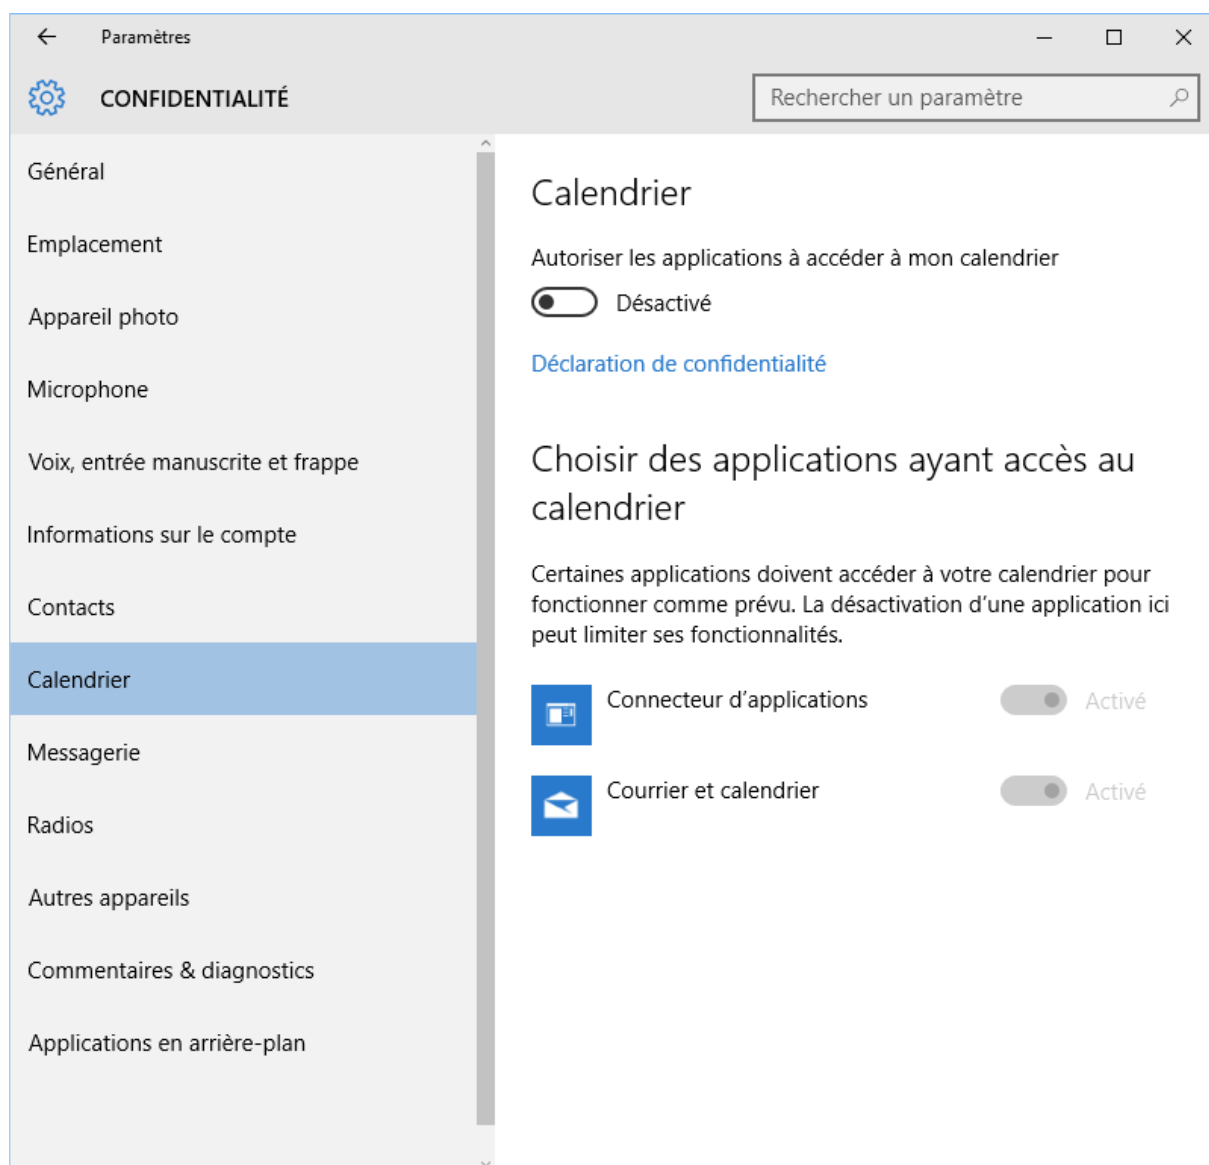 Paramètres
CONFIDENTIALITÉ
Rechercher un paramètre
Général
Emplacement
Appareil photo
Microphone
Voix, entrée manuscrite et frappe
Informations sur le compte
Contacts
Calendrier
Messagerie
Radios
Autres appareils
Commentaires & diagnostics
Applications en arrière-plan
Calendrier
Autoriser les applications à accéder à mon calendrier
Désactivé
Déclaration de confidentialité
Choisir des applications ayant accès au
calendrier
Certaines applications doivent accéder à votre calendrier pour
fonctionner comme prévu. La désactivation d’une application ici
peut limiter ses fonctionnalités.
Connecteur d’applications Activé
Courrier et calendrier Activé